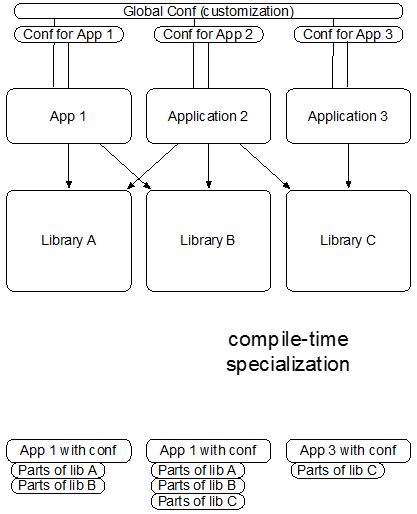 Global Conf (customization)
Conf for App 1
Conf for App 2
Conf for App 3
App 1
Application 2
Application 3
Library A
Library B
Library C
compile-time
specialization
App 1 with conf
Parts of lib A
Parts of lib B
App 1 with conf
Parts of lib A
Parts of lib B
Parts of lib C
App 3 with conf
Parts of lib C